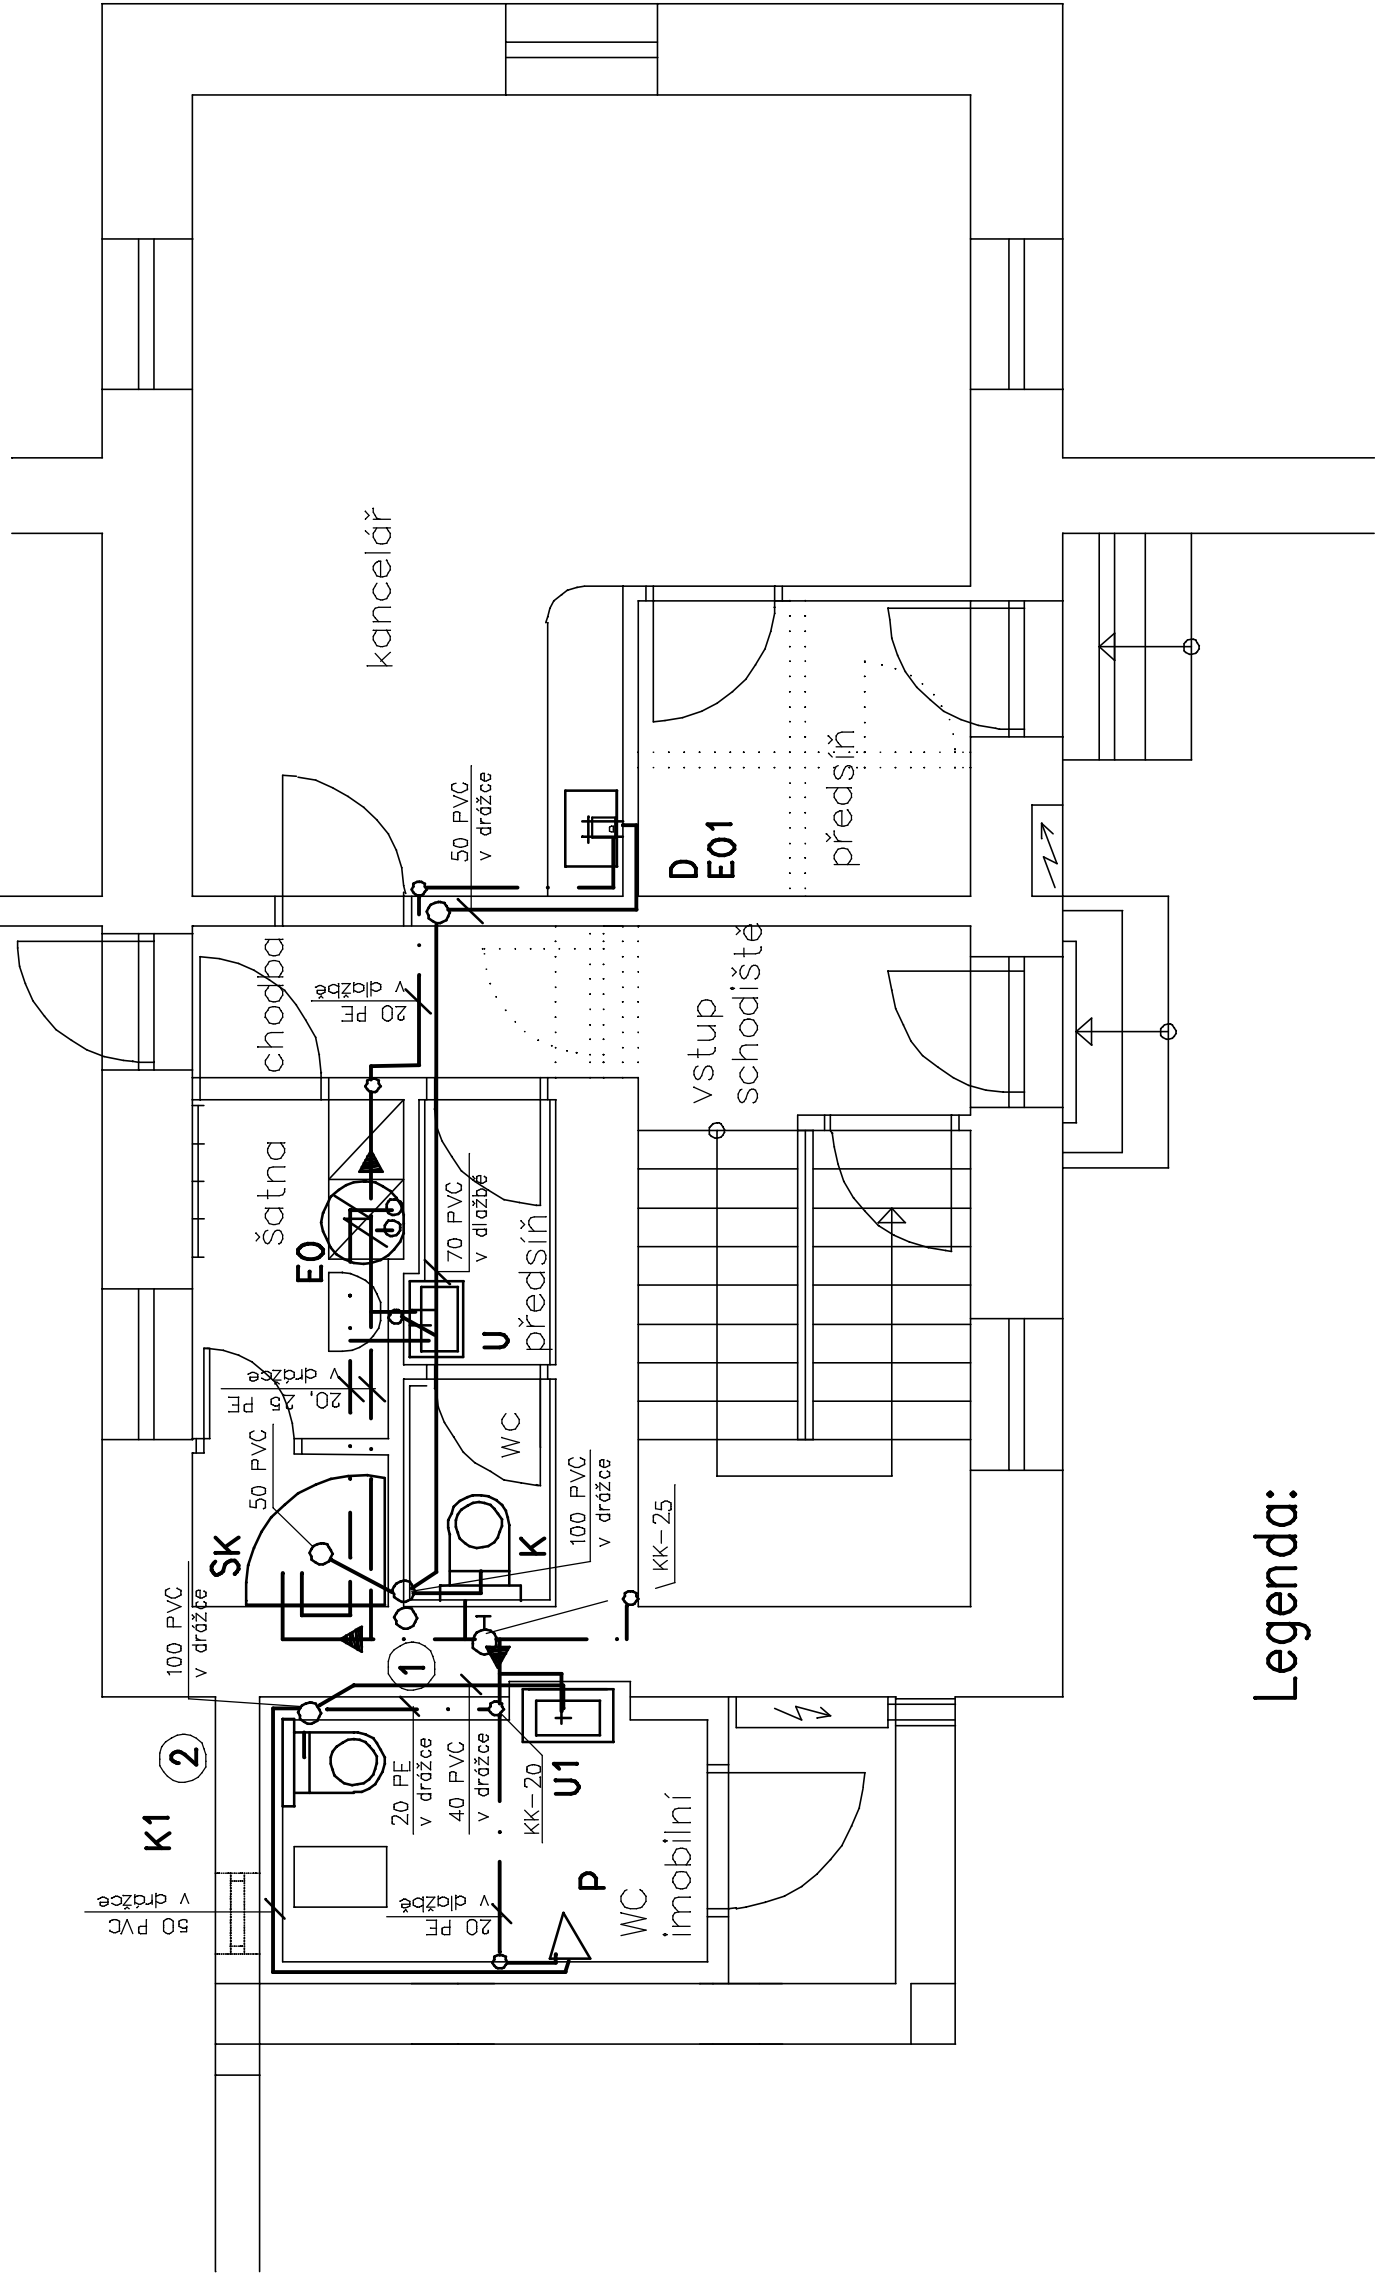 kancelář
50 PVC
v drážce
D
EO1
předsíň
chodba
20 PE
v dlažbě
vstup
schodiště
šatna
EO
70 PVC
v dlažbě
předsíň
U
20, 25 PE
v drážce
50 PVC
WC
SK
K
100 PVC
v drážce
KK-25
100 PVC
v drážce
1
2
K1
20 PE
v drážce
40 PVC
v drážce
KK-20
U1
50 PVC
v drážce
20 PE
v dlažbě
P
WC
imobilní
Legenda: